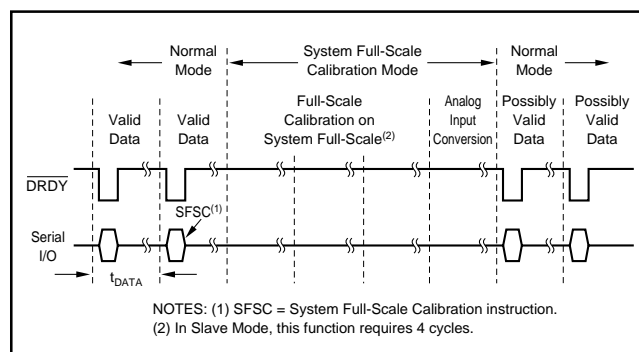 Normal
Mode
System Full-Scale
Calibration Mode
Normal
Mode
Valid
Data
Valid
Data
Full-Scale
Calibration on
System Full-Scale(2)
Analog
Input
Conversion
Possibly
Valid
Data
Possibly
Valid
Data
DRDY
SFSC(1)
Serial
I/O
tDATA
NOTES: (1) SFSC = System Full-Scale Calibration instruction.
(2) In Slave Mode, this function requires 4 cycles.